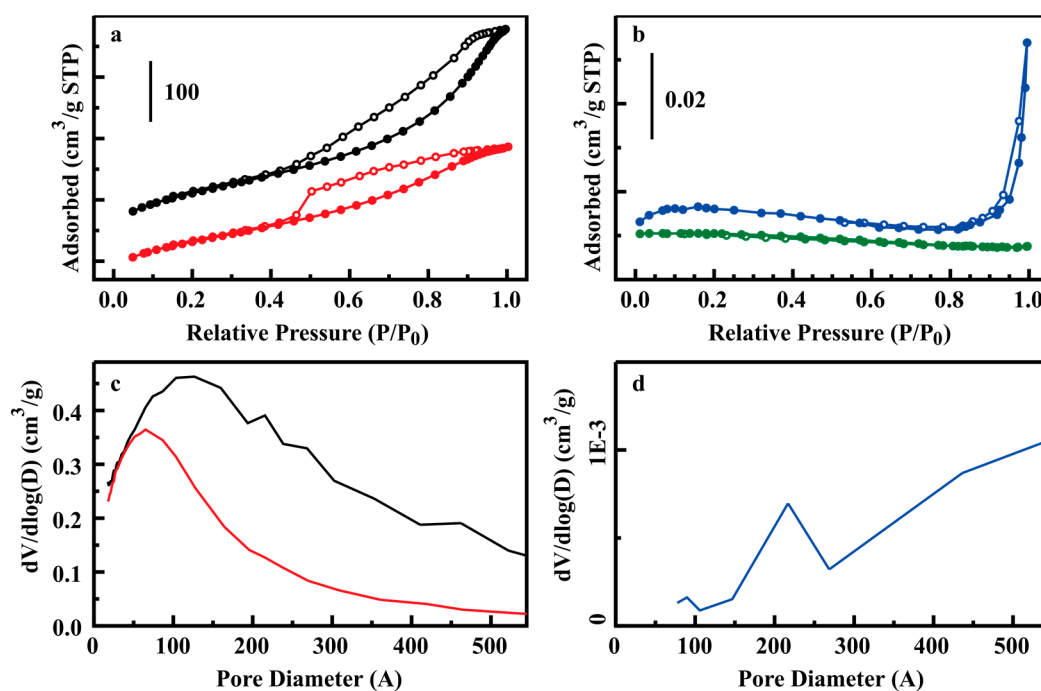 a
100
Adsorbed (cm³/g STP)
0.0 0.2 0.4 0.6 0.8 1.0
Relative Pressure (P/P₀)
b
0.02
Adsorbed (cm³/g STP)
0.0 0.2 0.4 0.6 0.8 1.0
Relative Pressure (P/P₀)
c
dV/dlog(D) (cm³/g)
0.4
0.3
0.2
0.1
0.0
0 100 200 300 400 500
Pore Diameter (A)
d
dV/dlog(D) (cm³/g)
1E-3
0
0 100 200 300 400 500
Pore Diameter (A)